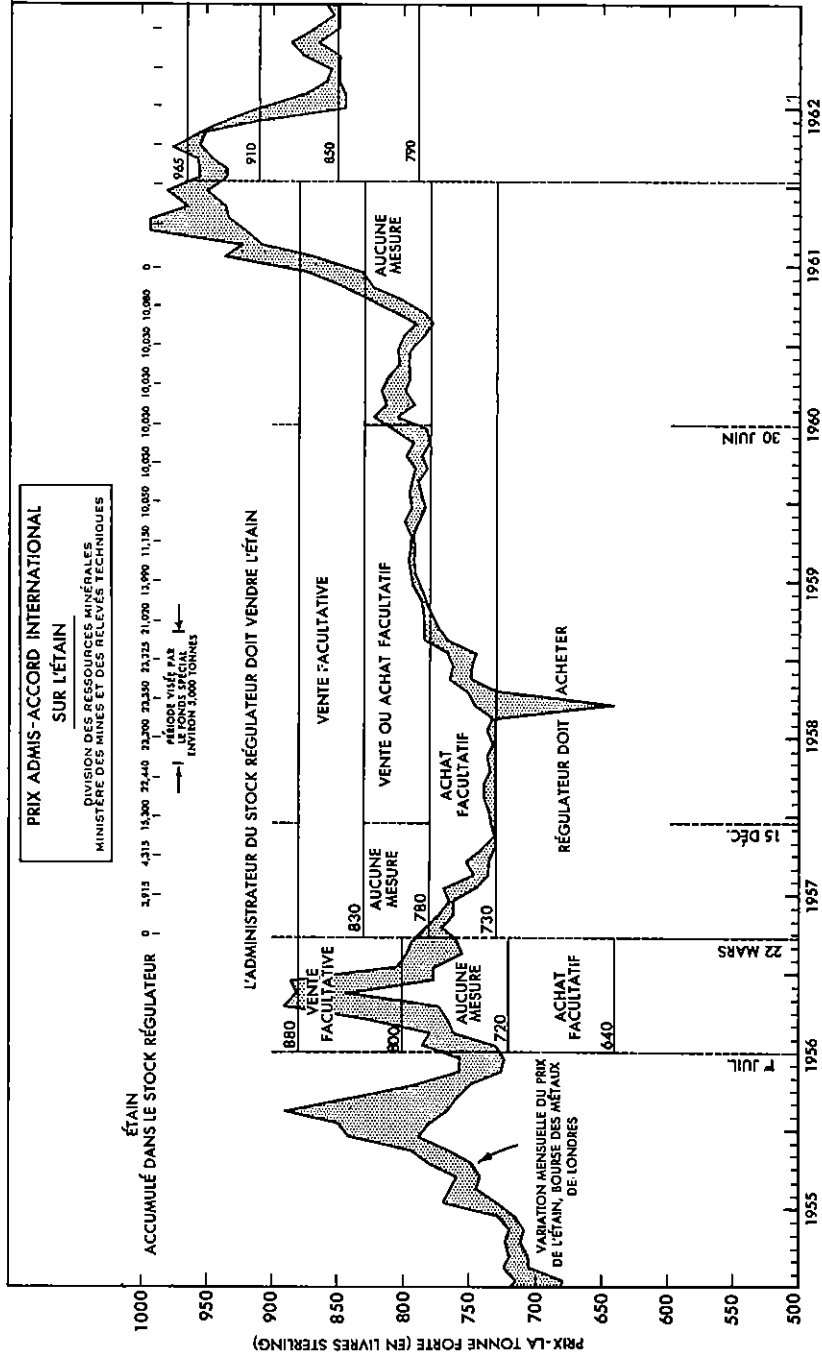 PRIX ADMIS-ACCORD INTERNATIONAL
SUR L'ÉTAIN
DIVISION DES RESSOURCES MINÉRALES
MINISTÈRE DES MINES ET DES RELEVÉS TECHNIQUES
ÉTAIN
ACCUMULÉ DANS LE STOCK RÉGULATEUR
0 2,915 4,315 15,300 22,440 23,300 23,350 23,725 21,020 13,990 11,150 10,050 10,030 10,030 10,030 10,030 10,080 0
PÉRIODE VISÉE PAR
LE FONDS SPÉCIAL
ENVIRON 3,000 TONNES
L'ADMINISTRATEUR DU STOCK RÉGULATEUR DOIT VENDRE L'ÉTAIN
VENTE FACULTATIVE
VENTE OU ACHAT FACULTATIF
ACHAT
FACULTATIF
RÉGULATEUR DOIT ACHETER
AUCUNE
MESURE
830
780
730
AUCUNE
MESURE
880
VENTE
FACULTATIVE
800
AUCUNE
MESURE
720
ACHAT
FACULTATIF
640
965
910
850
790
VARIATION MENSUELLE DU PRIX
DE L'ÉTAIN, BOURSE DES MÉTAUX
DE LONDRES
1er JUIL.
22 MARS
15 DÉC.
30 JUIN
PRIX-LA TONNE FORTE (EN LIVRES STERLING)
1000
950
900
850
800
750
700
650
600
550
500
1955 1956 1957 1958 1959 1960 1961 1962